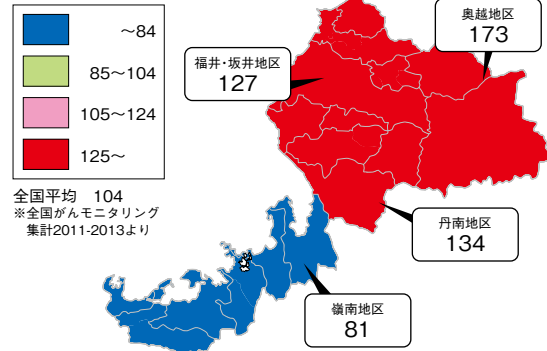 ～84
85～104
105～124
125～
全国平均　104
※全国がんモニタリング
集計2011-2013より
奥越地区
173
福井・坂井地区
127
丹南地区
134
嶺南地区
81